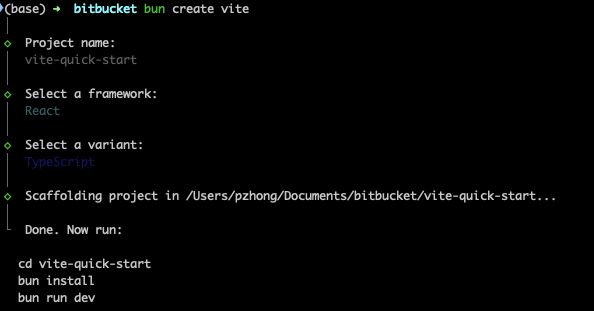 (base) ➜ bitbucket bun create vite
◇ Project name:
vite-quick-start
◇ Select a framework:
React
◇ Select a variant:
TypeScript
◇ Scaffolding project in /Users/pzhong/Documents/bitbucket/vite-quick-start...
Done. Now run:
cd vite-quick-start
bun install
bun run dev